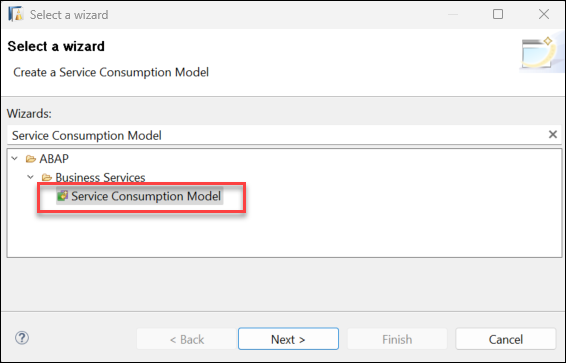 Select a wizard
Select a wizard
Create a Service Consumption Model
Wizards:
Service Consumption Model
ABAP
Business Services
Service Consumption Model
< Back
Next >
Finish
Cancel